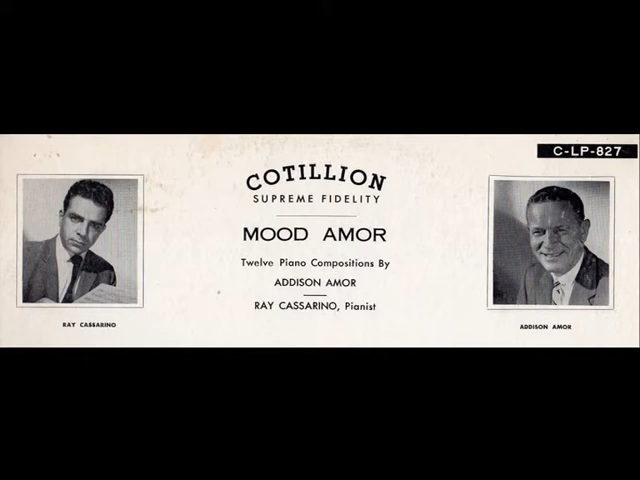 C-LP-827
COTILLION
SUPREME FIDELITY
MOOD AMOR
Twelve Piano Compositions By
ADDISON AMOR
RAY CASSARINO, Pianist
RAY CASSARINO
ADDISON AMOR